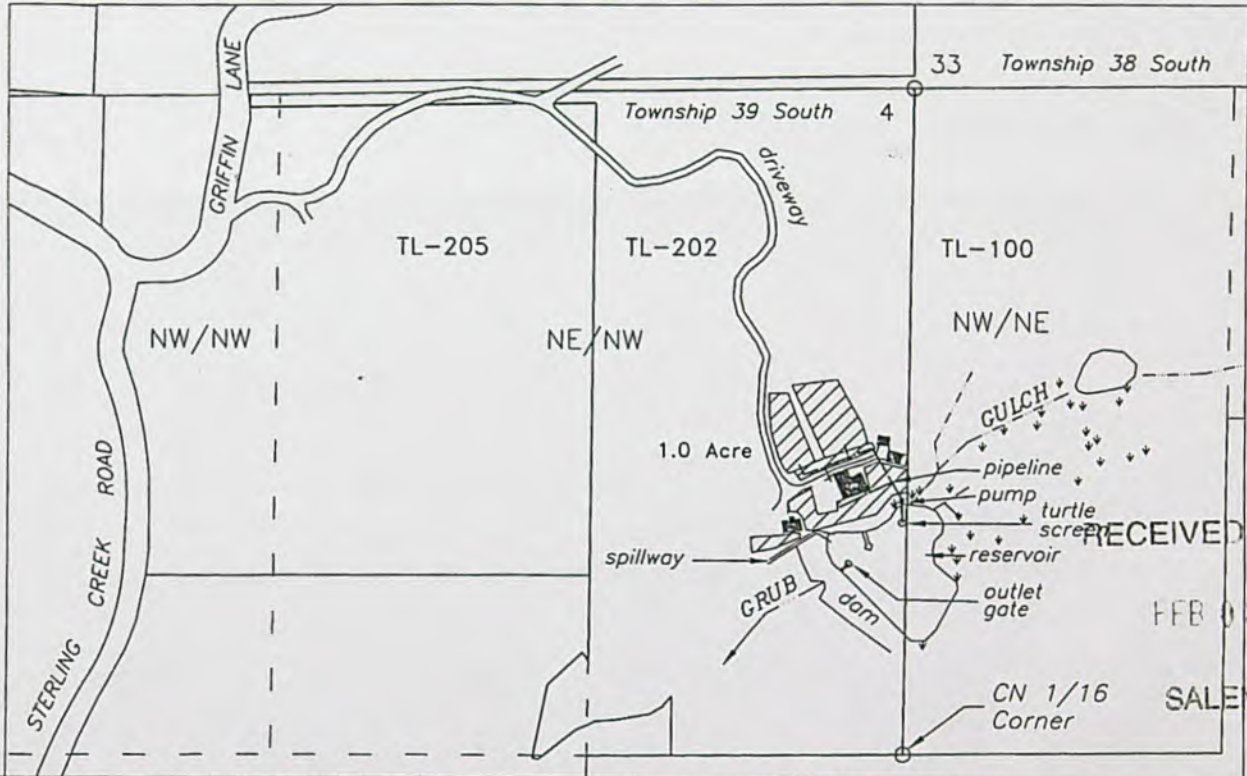 33 Township 38 South
Township 39 South 4
GRIFFIN LANE
driveway
TL-205
TL-202
TL-100
NW/NW
NE/NW
NW/NE
GULCH
1.0 Acre
pipeline
pump
turtle
screen
RECEIVED
reservoir
spillway
outlet
gate
GRUB
dam
FEB 0
STERLING CREEK ROAD
CN 1/16
Corner
SALE